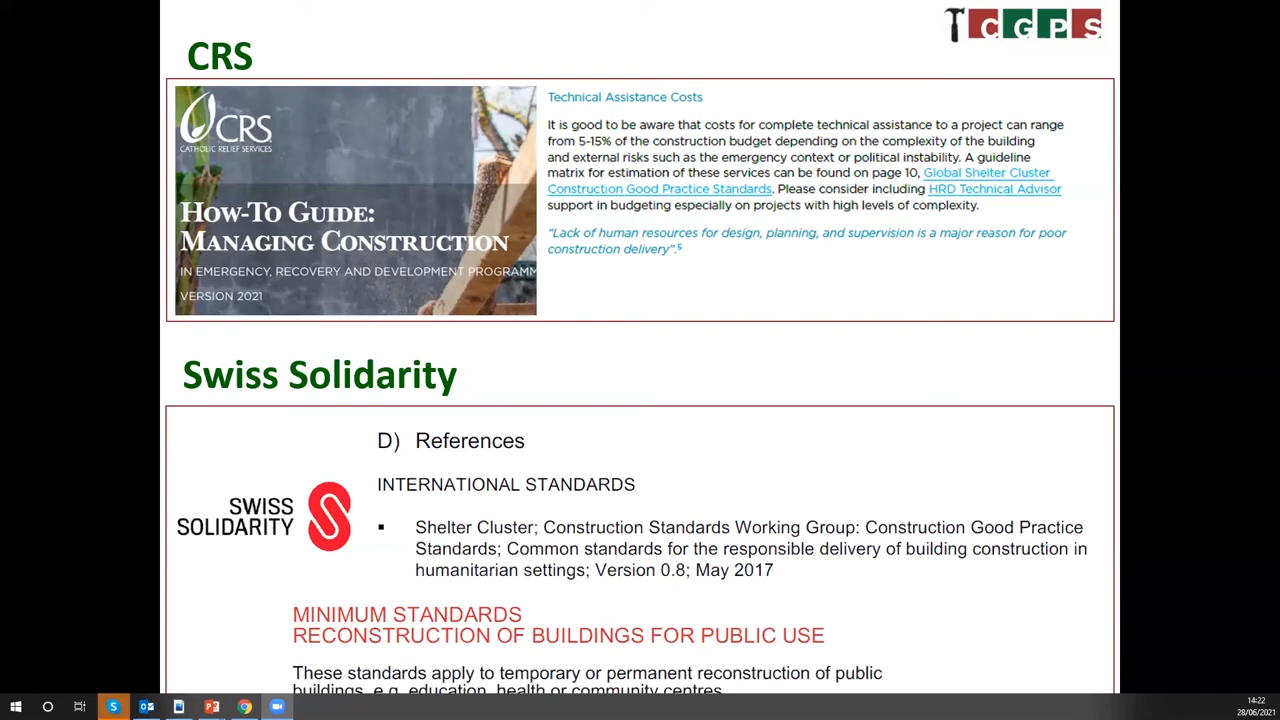 CGPS
CRS
CRS
CATHOLIC RELIEF SERVICES
HOW-TO GUIDE:
MANAGING CONSTRUCTION
IN EMERGENCY, RECOVERY AND DEVELOPMENT PROGRAMM
VERSION 2021
Technical Assistance Costs
It is good to be aware that costs for complete technical assistance to a project can range
from 5-15% of the construction budget depending on the complexity of the building
and external risks such as the emergency context or political instability. A guideline
matrix for estimation of these services can be found on page 10, Global Shelter Cluster
Construction Good Practice Standards. Please consider including HRD Technical Advisor
support in budgeting especially on projects with high levels of complexity.
“Lack of human resources for design, planning, and supervision is a major reason for poor
construction delivery”.5
Swiss Solidarity
SWISS
SOLIDARITY
D) References
INTERNATIONAL STANDARDS
▪ Shelter Cluster; Construction Standards Working Group: Construction Good Practice
Standards; Common standards for the responsible delivery of building construction in
humanitarian settings; Version 0.8; May 2017
MINIMUM STANDARDS
RECONSTRUCTION OF BUILDINGS FOR PUBLIC USE
These standards apply to temporary or permanent reconstruction of public
buildings, e.g. education, health or community centres
14:22
28/06/2021